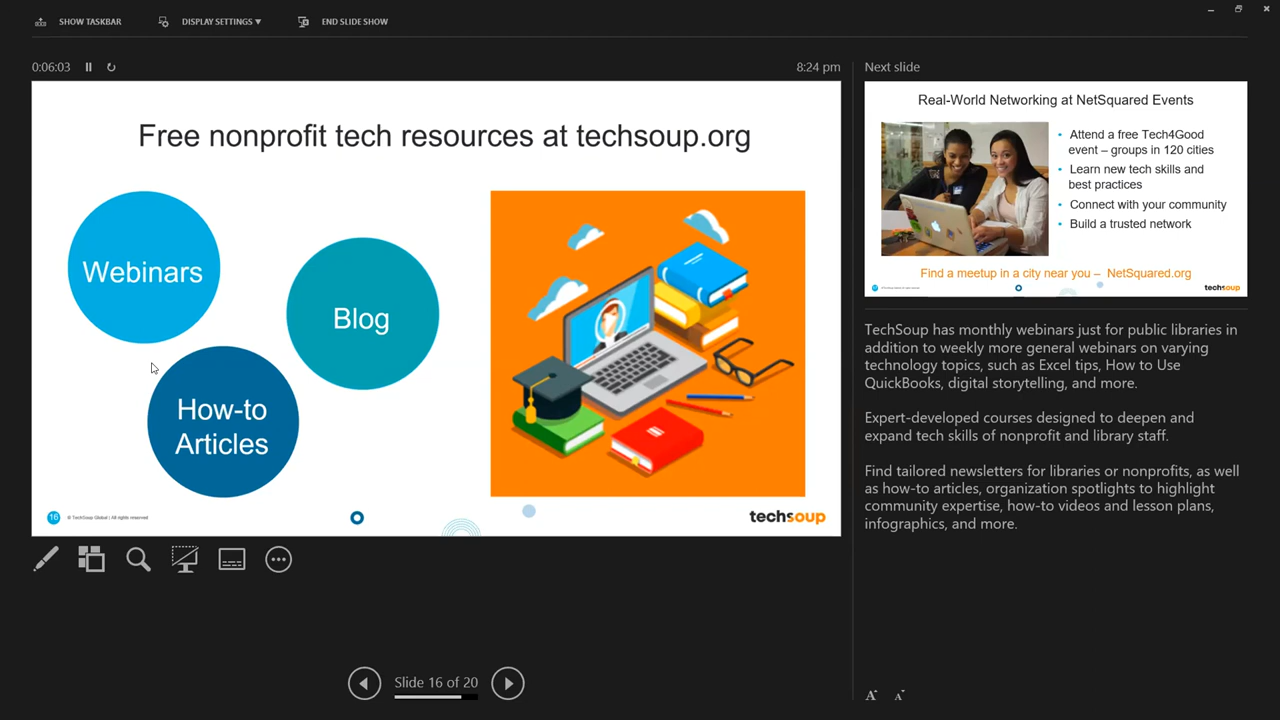 SHOW TASKBAR
DISPLAY SETTINGS ▼
END SLIDE SHOW
0:06:03
8:24 pm
Free nonprofit tech resources at techsoup.org
Webinars
Blog
How-to
Articles
16
© TechSoup Global | All rights reserved
techsoup
Slide 16 of 20
Next slide
Real-World Networking at NetSquared Events
• Attend a free Tech4Good
event – groups in 120 cities
• Learn new tech skills and
best practices
• Connect with your community
• Build a trusted network
Find a meetup in a city near you – NetSquared.org
17
techsoup
TechSoup has monthly webinars just for public libraries in
addition to weekly more general webinars on varying
technology topics, such as Excel tips, How to Use
QuickBooks, digital storytelling, and more.
Expert-developed courses designed to deepen and
expand tech skills of nonprofit and library staff.
Find tailored newsletters for libraries or nonprofits, as well
as how-to articles, organization spotlights to highlight
community expertise, how-to videos and lesson plans,
infographics, and more.
A A